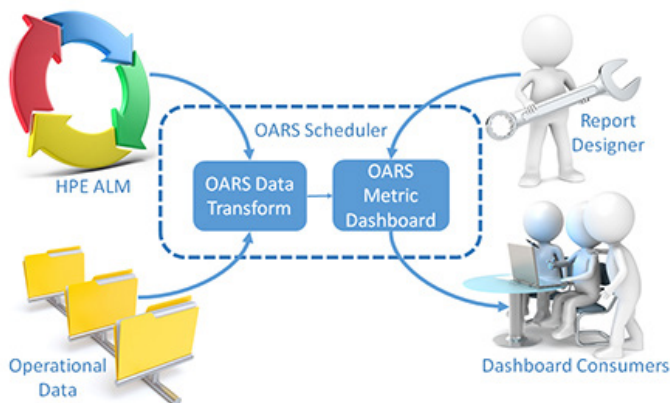 OARS Scheduler
HPE ALM
OARS Data
Transform
OARS
Metric
Dashboard
Report
Designer
Operational
Data
Dashboard Consumers